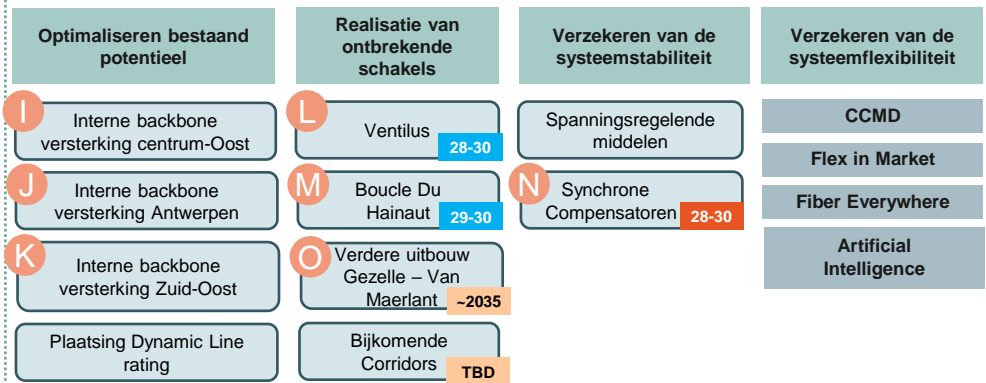 Optimaliseren bestaand
potentieel
I
Interne backbone
versterking centrum-Oost
J
Interne backbone
versterking Antwerpen
K
Interne backbone
versterking Zuid-Oost
Plaatsing Dynamic Line
rating
Realisatie van
ontbrekende
schakels
L
Ventilus
28-30
M
Boucle Du
Hainaut
29-30
O
Verdere uitbouw
Gezelle – Van
Maerlant
~2035
Bijkomende
Corridors
TBD
Verzekeren van de
systeemstabiliteit
Spanningsregelende
middelen
N
Synchrone
Compensatoren
28-30
Verzekeren van de
systeemflexibiliteit
CCMD
Flex in Market
Fiber Everywhere
Artificial
Intelligence